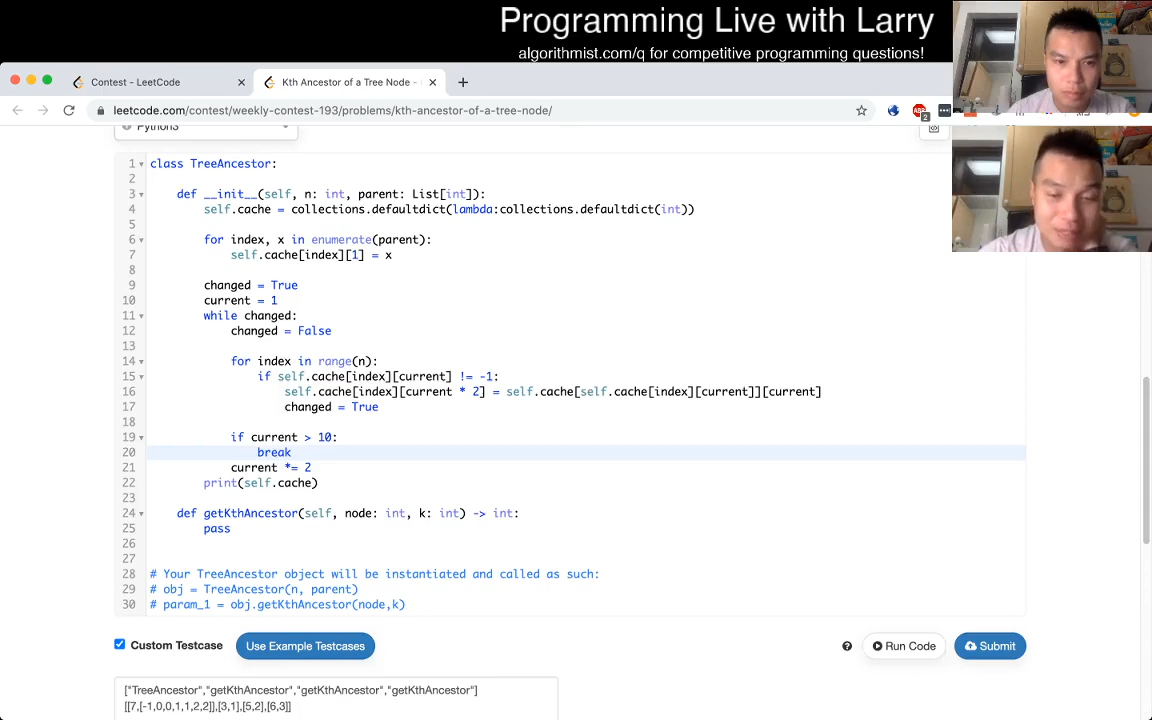 Programming Live with Larry
algorithmist.com/q for competitive programming questions!
Contest - LeetCode
Kth Ancestor of a Tree Node -
leetcode.com/contest/weekly-contest-193/problems/kth-ancestor-of-a-tree-node/
ABP
2
Python3
1 class TreeAncestor:
2
3 def __init__(self, n: int, parent: List[int]):
4 self.cache = collections.defaultdict(lambda:collections.defaultdict(int))
5
6 for index, x in enumerate(parent):
7 self.cache[index][1] = x
8
9 changed = True
10 current = 1
11 while changed:
12 changed = False
13
14 for index in range(n):
15 if self.cache[index][current] != -1:
16 self.cache[index][current * 2] = self.cache[self.cache[index][current]][current]
17 changed = True
18
19 if current > 10:
20 break
21 current *= 2
22 print(self.cache)
23
24 def getKthAncestor(self, node: int, k: int) -> int:
25 pass
26
27
28 # Your TreeAncestor object will be instantiated and called as such:
29 # obj = TreeAncestor(n, parent)
30 # param_1 = obj.getKthAncestor(node,k)
Custom Testcase
Use Example Testcases
? Run Code
Submit
["TreeAncestor","getKthAncestor","getKthAncestor","getKthAncestor"]
[[7,[-1,0,0,1,1,2,2]],[3,1],[5,2],[6,3]]